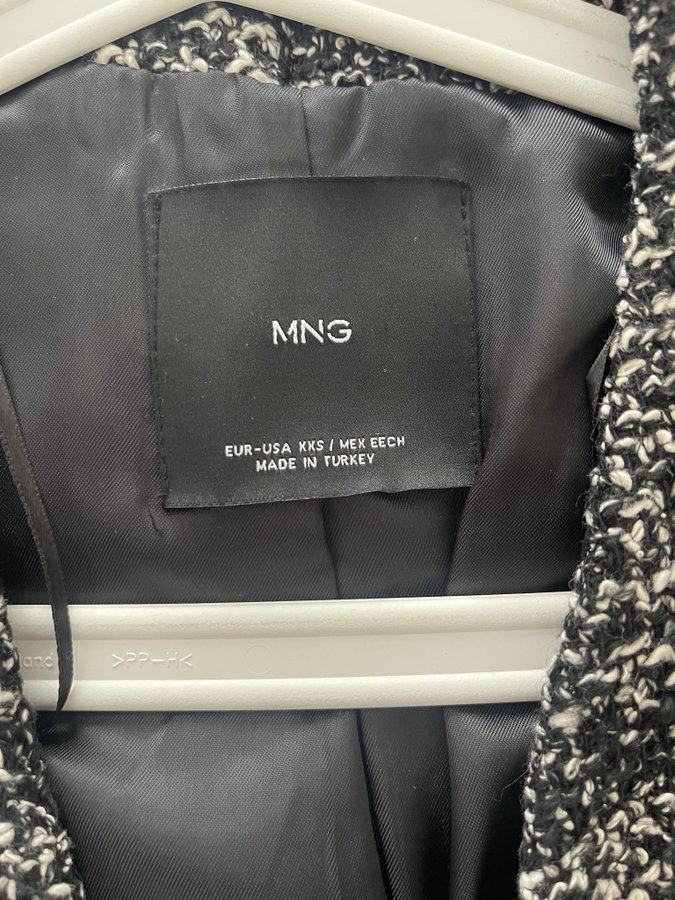 MNG
EUR-USA XXS / MEX EECH
MADE IN TURKEY
>PP-H<